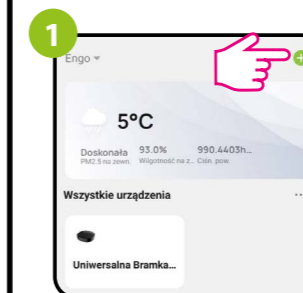 1
Engo
5°C
Doskonała 93.0% 990.4403h...
PM2.5 na zewn. Wilgotność na z... Ciśn. pow.
Wszystkie urządzenia
Uniwersalna Bramka...